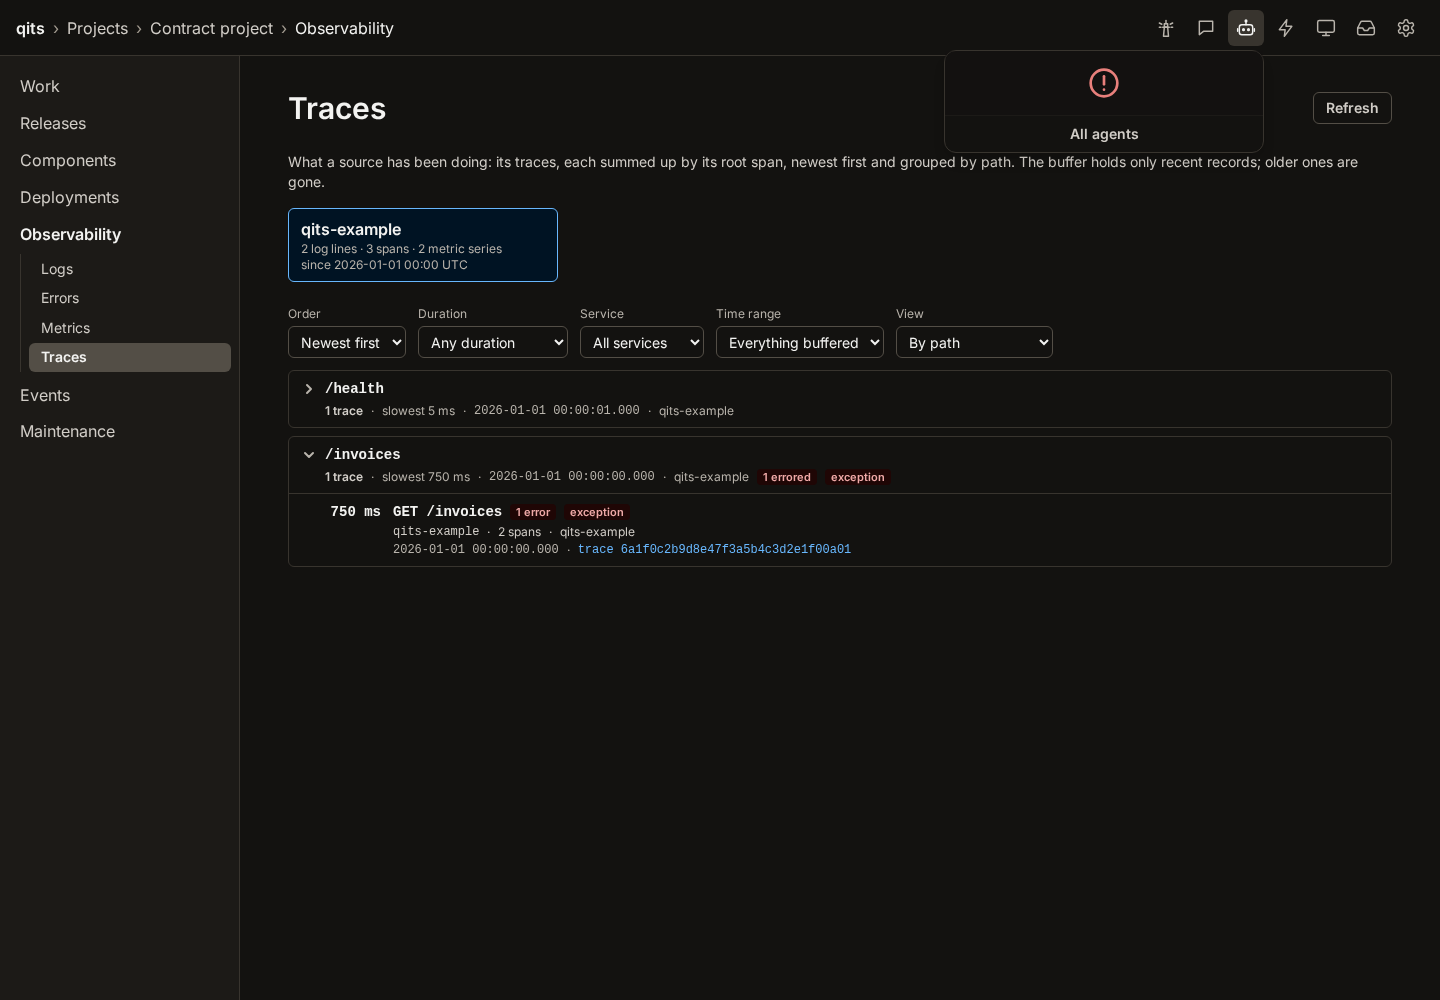 qits › Projects › Contract project › Observability
All agents
Work
Releases
Components
Deployments
Observability
Logs
Errors
Metrics
Traces
Events
Maintenance
Traces
Refresh
What a source has been doing: its traces, each summed up by its root span, newest first and grouped by path. The buffer holds only recent records; older ones are
gone.
qits-example
2 log lines · 3 spans · 2 metric series
since 2026-01-01 00:00 UTC
Order Duration Service Time range View
Newest first Any duration All services Everything buffered By path
/health
1 trace · slowest 5 ms · 2026-01-01 00:00:01.000 · qits-example
/invoices
1 trace · slowest 750 ms · 2026-01-01 00:00:00.000 · qits-example 1 errored exception
750 ms GET /invoices 1 error exception
qits-example · 2 spans · qits-example
2026-01-01 00:00:00.000 · trace 6a1f0c2b9d8e47f3a5b4c3d2e1f00a01